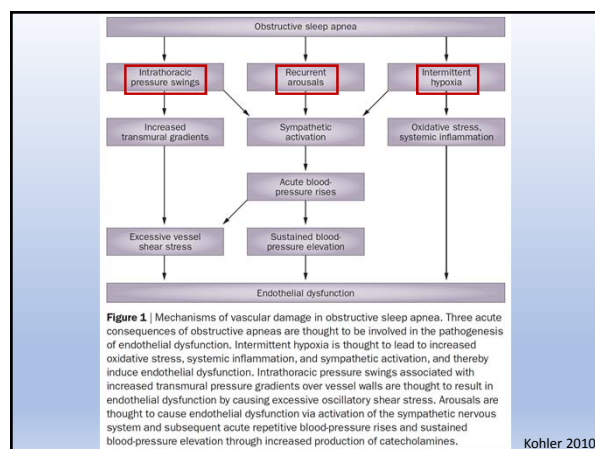 Obstructive sleep apnea
Intrathoracic pressure swings
Recurrent arousals
Intermittent hypoxia
Increased transmural gradients
Sympathetic activation
Oxidative stress, systemic inflammation
Acute blood-pressure rises
Excessive vessel shear stress
Sustained blood-pressure elevation
Endothelial dysfunction
Figure 1 | Mechanisms of vascular damage in obstructive sleep apnea. Three acute
consequences of obstructive apneas are thought to be involved in the pathogenesis
of endothelial dysfunction. Intermittent hypoxia is thought to lead to increased
oxidative stress, systemic inflammation, and sympathetic activation, and thereby
induce endothelial dysfunction. Intrathoracic pressure swings associated with
increased transmural pressure gradients over vessel walls are thought to result in
endothelial dysfunction by causing excessive oscillatory shear stress. Arousals are
thought to cause endothelial dysfunction via activation of the sympathetic nervous
system and subsequent acute repetitive blood-pressure rises and sustained
blood-pressure elevation through increased production of catecholamines.
Kohler 2010